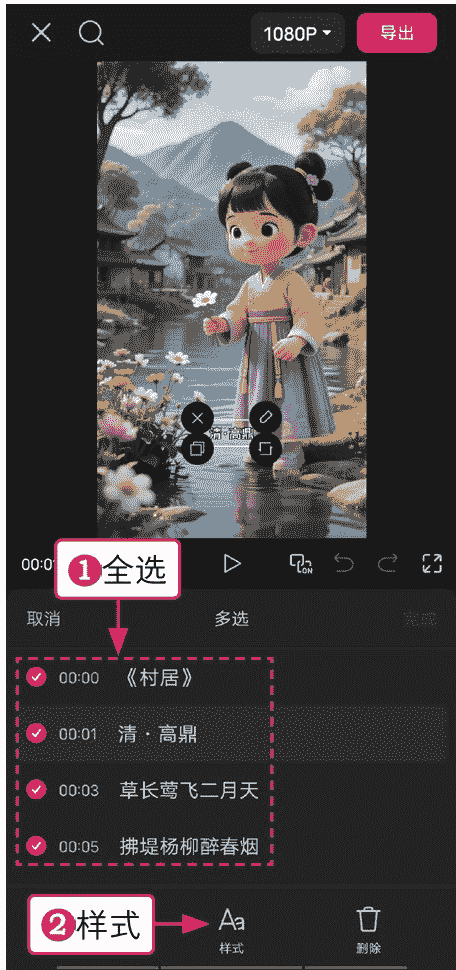 1080P
导出
清·高鼎
00:0
ON
1全选
取消
多选
完成
00:00 《村居》
00:01 清·高鼎
00:03 草长莺飞二月天
00:05 拂堤杨柳醉春烟
2样式
Aa
样式
删除